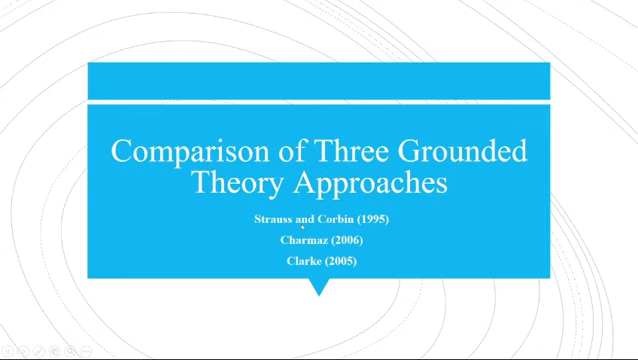 Comparison of Three Grounded
Theory Approaches
Strauss and Corbin (1995)
Charmaz (2006)
Clarke (2005)